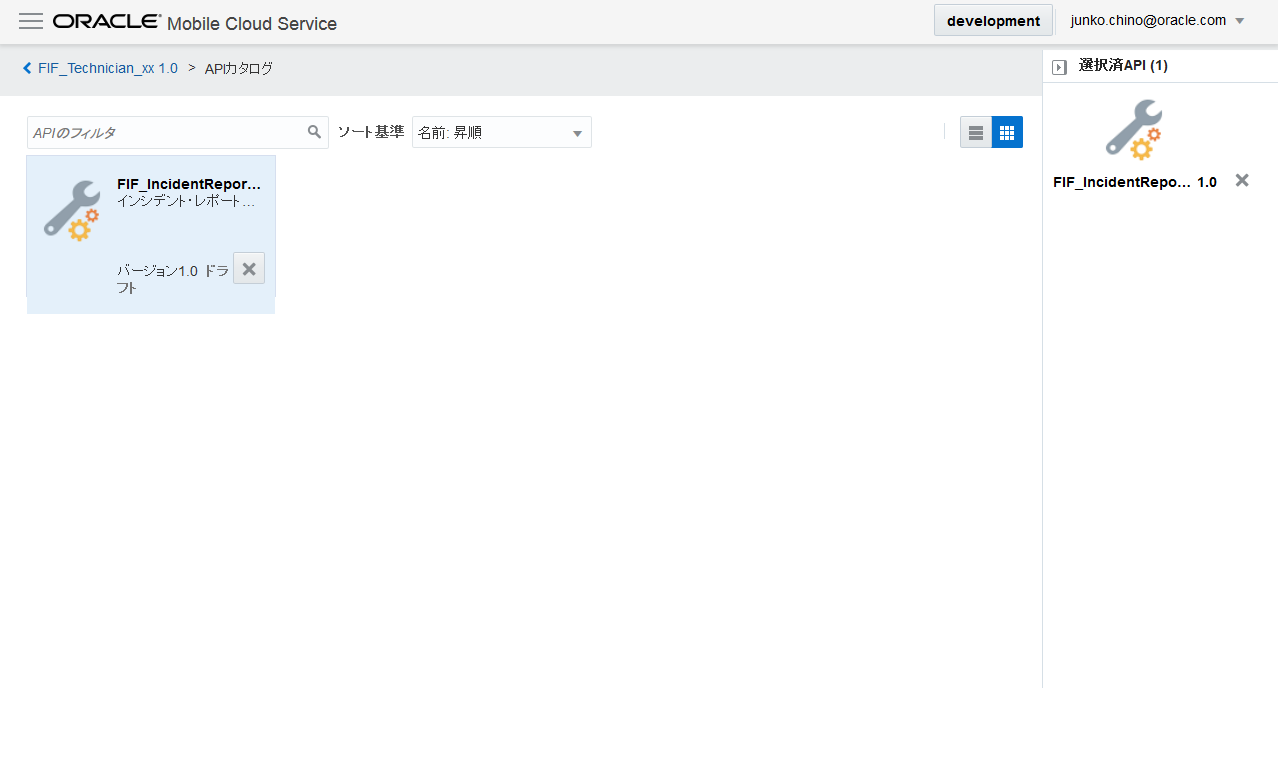 ORACLE® Mobile Cloud Service
development
junko.chino@oracle.com
FIF_Technician_xx 1.0 > APIカタログ
選択済API (1)
APIのフィルタ
ソート基準
名前: 昇順
FIF_IncidentRepor...
インシデント・レポート...
バージョン1.0 ドラ
フト
FIF_IncidentRepo... 1.0